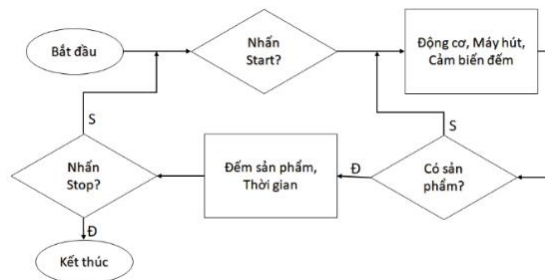 Bắt đầu
Nhấn
Start?
Động cơ, Máy hút,
Cảm biến đếm
S
S
Nhấn
Stop?
Đếm sản phẩm,
Thời gian
Đ
Có sản
phẩm?
Đ
Kết thúc